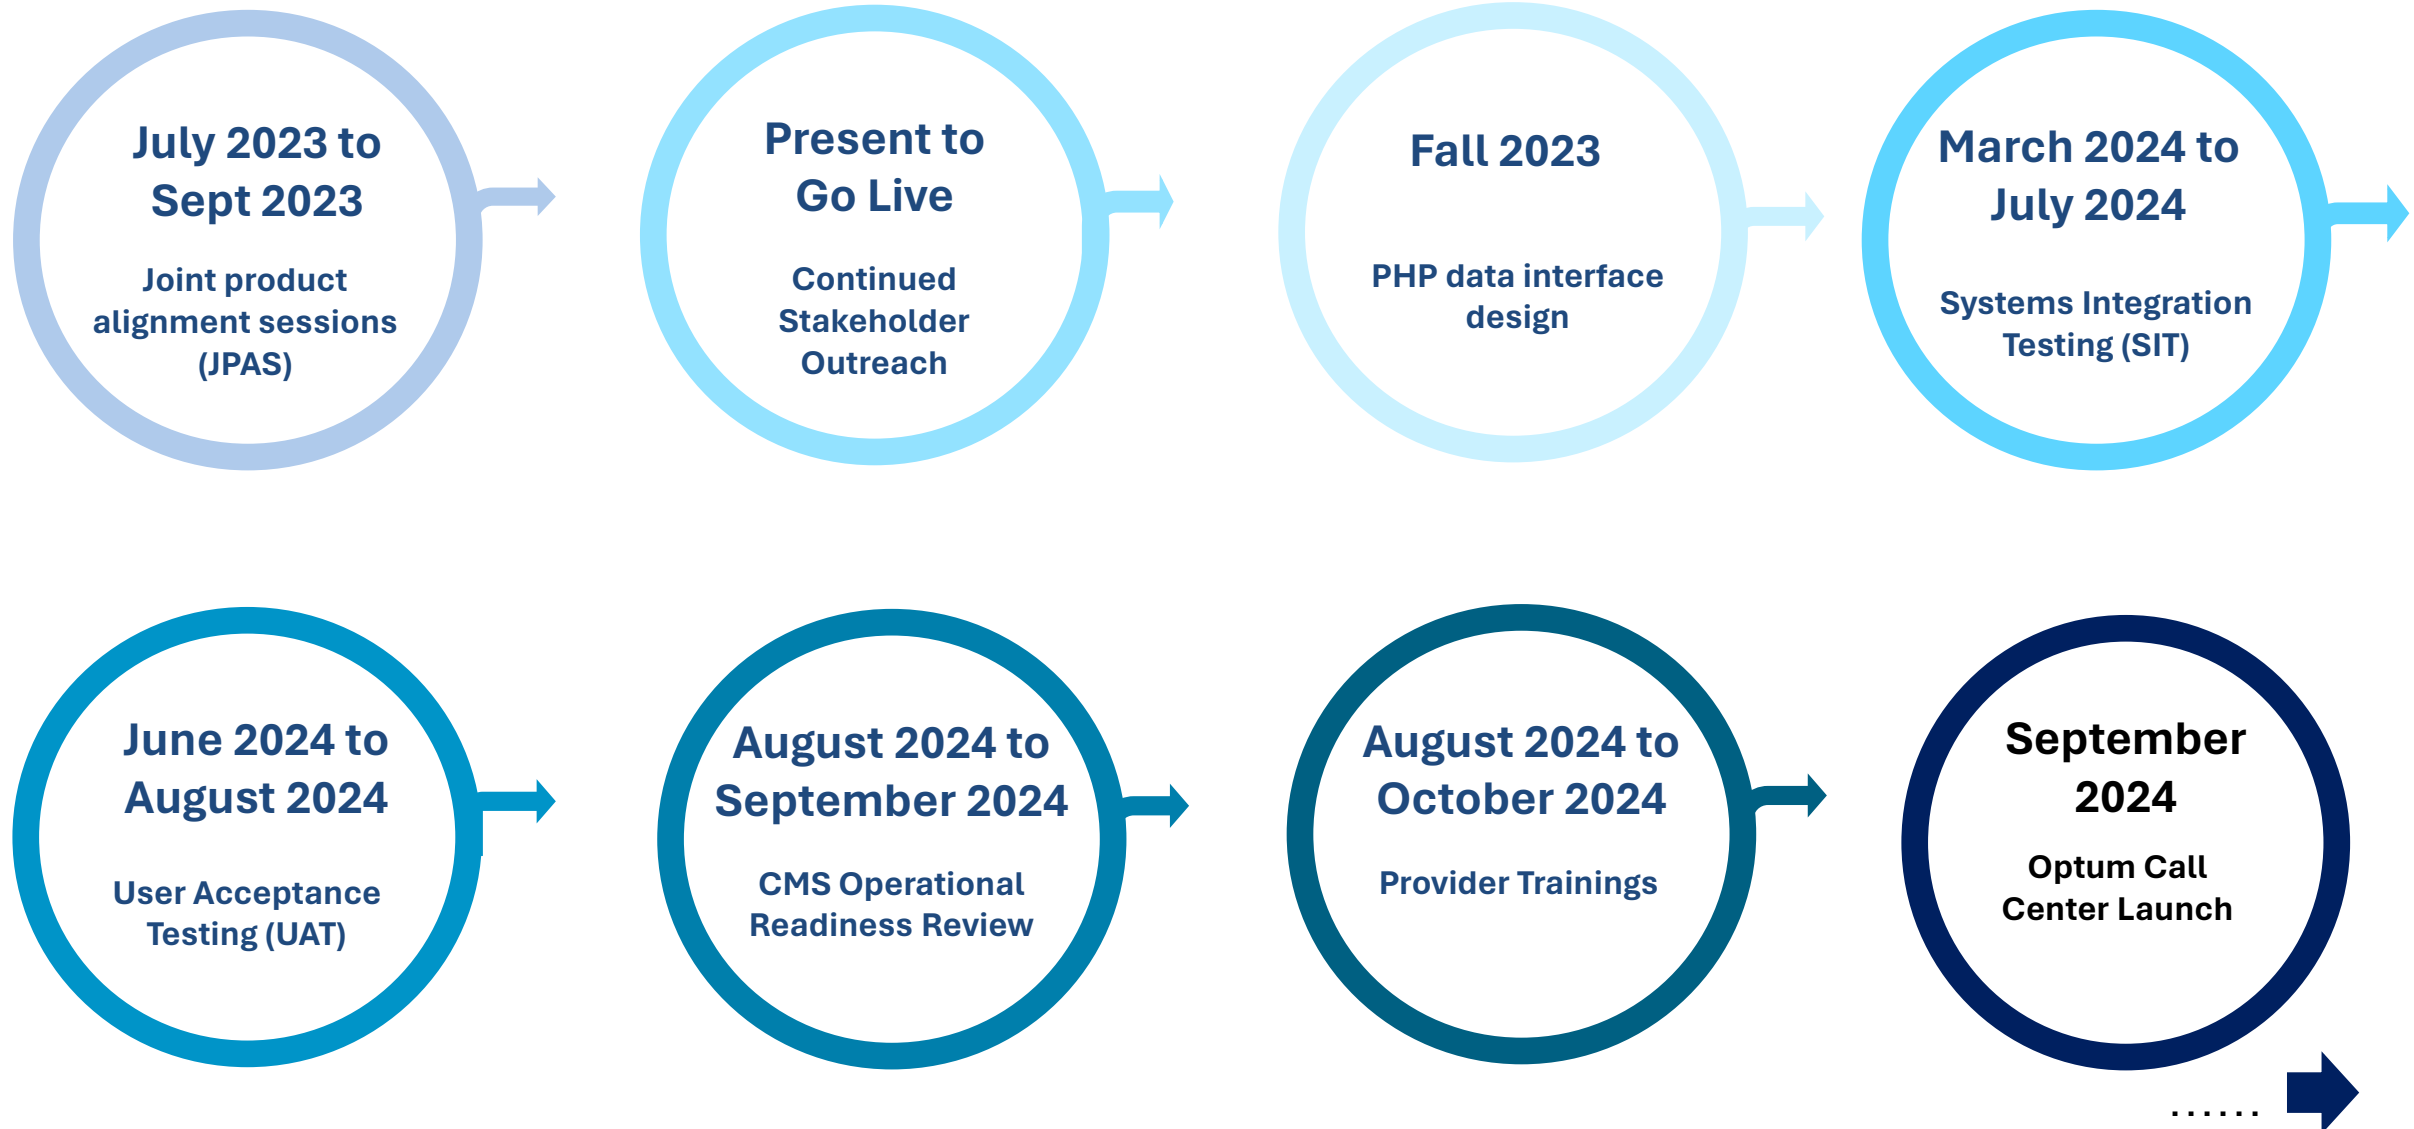 July 2023 to
Sept 2023
Joint product
alignment sessions
(JPAS)
Present to
Go Live
Continued
Stakeholder
Outreach
Fall 2023
PHP data interface
design
March 2024 to
July 2024
Systems Integration
Testing (SIT)
June 2024 to
August 2024
User Acceptance
Testing (UAT)
August 2024 to
September 2024
CMS Operational
Readiness Review
August 2024 to
October 2024
Provider Trainings
September
2024
Optum Call
Center Launch
......